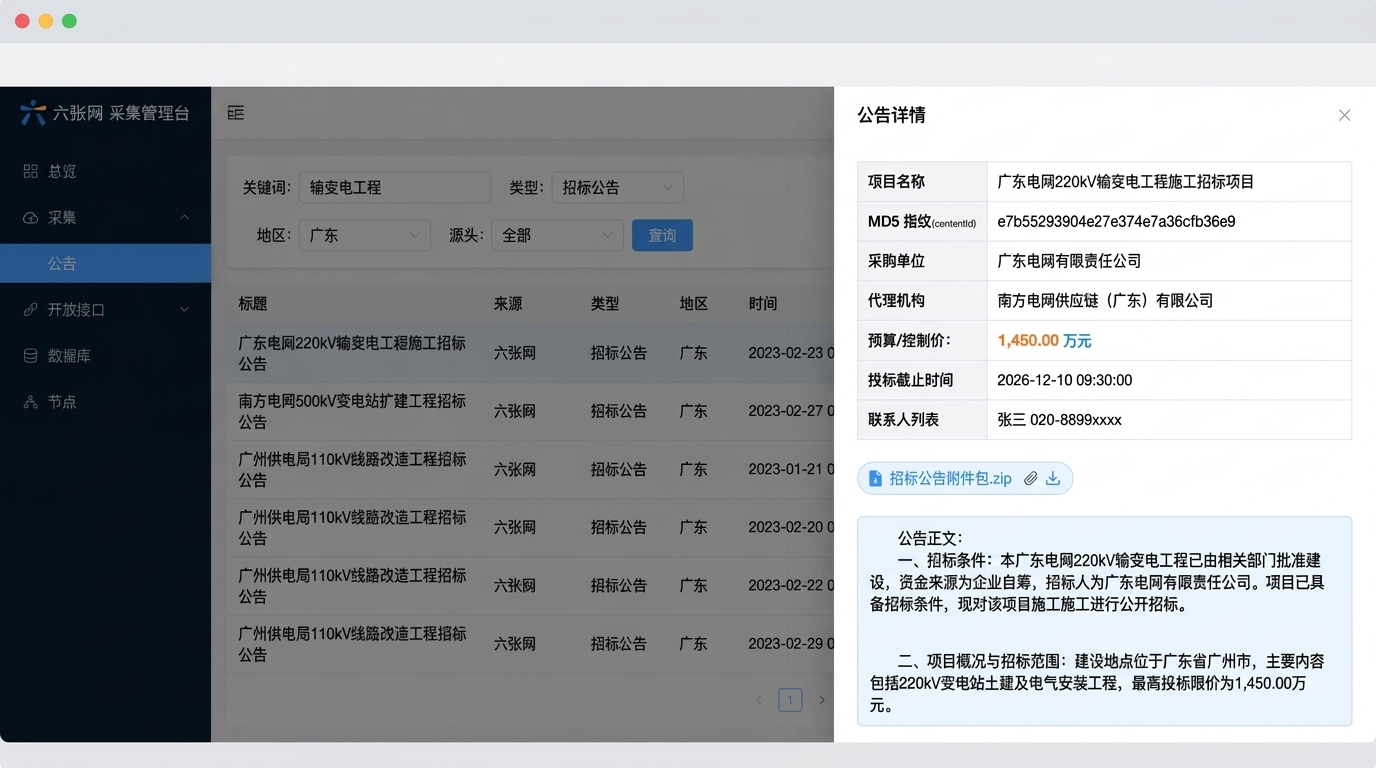 六张网 采集管理台
总览
采集
公告
开放接口
数据库
节点
关键词: 输变电工程 类型: 招标公告
地区: 广东 源头: 全部 查询
标题 来源 类型 地区 时间
广东电网220kV输变电工程施工招标
公告
六张网 招标公告 广东 2023-02-23 0
南方电网500kV变电站扩建工程招标
公告
六张网 招标公告 广东 2023-02-27 0
广州供电局110kV线路改造工程招标
公告
六张网 招标公告 广东 2023-01-21 0
广州供电局110kV线路改造工程招标
公告
六张网 招标公告 广东 2023-02-20 0
广州供电局110kV线路改造工程招标
公告
六张网 招标公告 广东 2023-02-22 0
广州供电局110kV线路改造工程招标
公告
六张网 招标公告 广东 2023-02-29 0
1
公告详情
项目名称 广东电网220kV输变电工程施工招标项目
MD5 指纹(contentId) e7b55293904e27e374e7a36cfb36e9
采购单位 广东电网有限责任公司
代理机构 南方电网供应链（广东）有限公司
预算/控制价: 1,450.00 万元
投标截止时间 2026-12-10 09:30:00
联系人列表 张三 020-8899xxxx
招标公告附件包.zip
公告正文:
一、招标条件：本广东电网220kV输变电工程已由相关部门批准建
设，资金来源为企业自筹，招标人为广东电网有限责任公司。项目已具
备招标条件，现对该项目施工施工进行公开招标。
二、项目概况与招标范围：建设地点位于广东省广州市，主要内容
包括220kV变电站土建及电气安装工程，最高投标限价为1,450.00万
元。